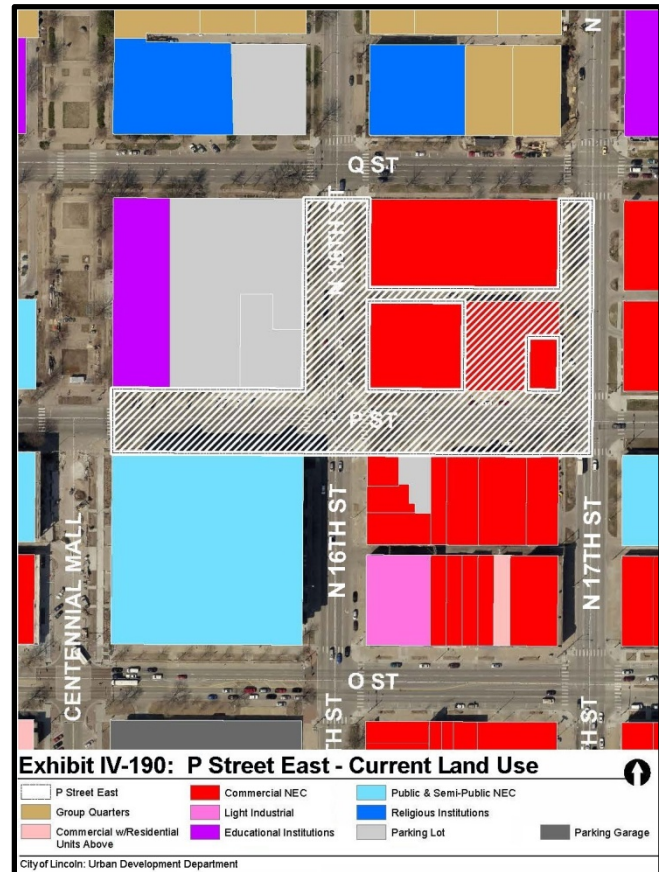 N
Q ST
N 16TH ST
P ST
N 16TH ST
N 17TH ST
CENTENNIAL MALL
O ST
TH ST
TH ST
Exhibit IV-190: P Street East - Current Land Use
P Street East
Commercial NEC
Public & Semi-Public NEC
Group Quarters
Light Industrial
Religious Institutions
Commercial w/Residential
Units Above
Educational Institutions
Parking Lot
Parking Garage
City of Lincoln: Urban Development Department